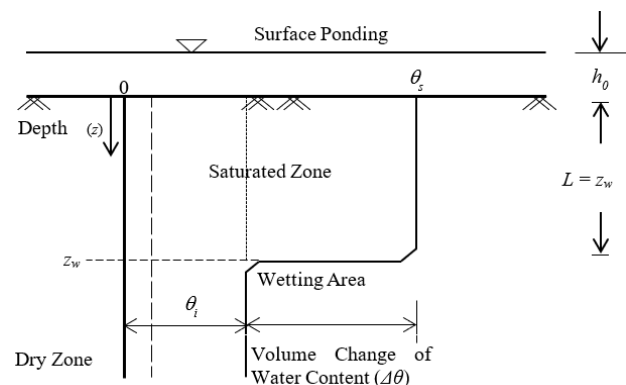 Surface Ponding
0
θs
h0
Depth (z)
Saturated Zone
L = zw
zw
Wetting Area
θi
Dry Zone
Volume Change of
Water Content (Δθ)